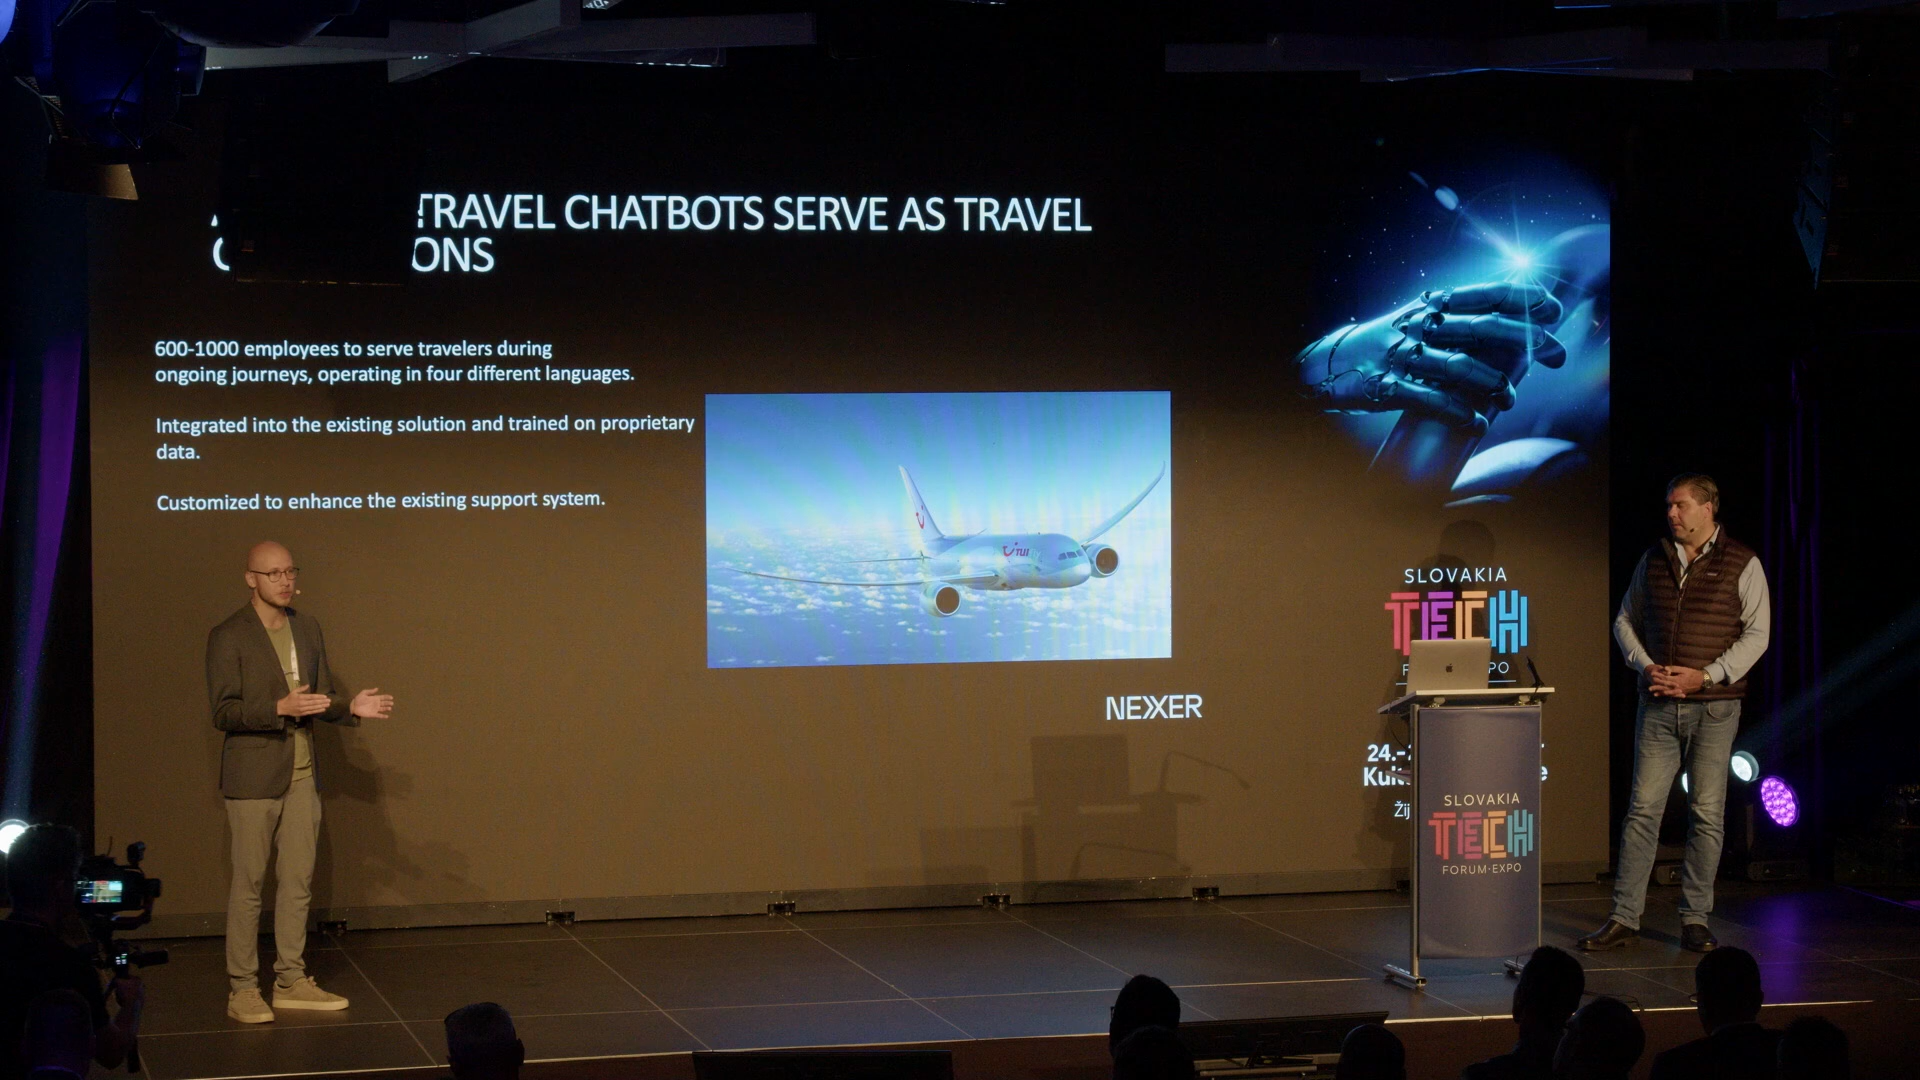 TRAVEL CHATBOTS SERVE AS TRAVEL
600-1000 employees to serve travelers during
ongoing journeys, operating in four different languages.
Integrated into the existing solution and trained on proprietary
data.
Customized to enhance the existing support system.
TUI
NEXER
SLOVAKIA
TECH
24.-
SLOVAKIA
TECH
FORUM·EXPO